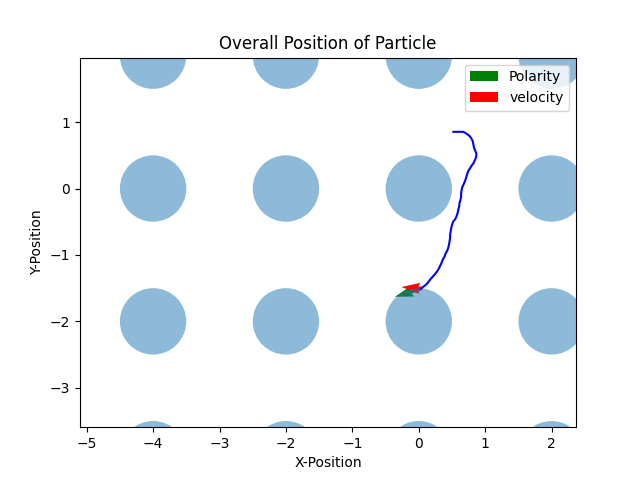 Overall Position of Particle
Polarity
velocity
Y-Position
1
0
−1
−2
−3
−5 −4 −3 −2 −1 0 1 2
X-Position